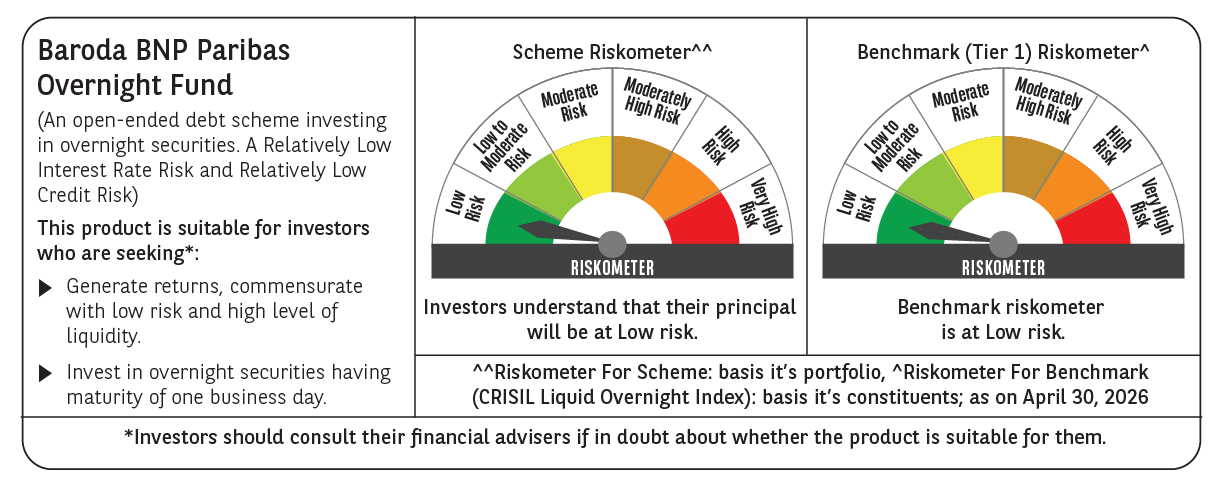 Baroda BNP Paribas
Overnight Fund
(An open-ended debt scheme investing
in overnight securities. A Relatively Low
Interest Rate Risk and Relatively Low
Credit Risk)
This product is suitable for investors
who are seeking*:
Generate returns, commensurate
with low risk and high level of
liquidity.
Invest in overnight securities having
maturity of one business day.
Scheme Riskometer^^
Low
Risk
Low to
Moderate
Risk
Moderate
Risk
Moderately
High Risk
High
Risk
Very High
Risk
RISKOMETER
Investors understand that their principal
will be at Low risk.
Benchmark (Tier 1) Riskometer^
Low
Risk
Low to
Moderate
Risk
Moderate
Risk
Moderately
High Risk
High
Risk
Very High
Risk
RISKOMETER
Benchmark riskometer
is at Low risk.
^^Riskometer For Scheme: basis it’s portfolio, ^Riskometer For Benchmark
(CRISIL Liquid Overnight Index): basis it’s constituents; as on April 30, 2026
*Investors should consult their financial advisers if in doubt about whether the product is suitable for them.